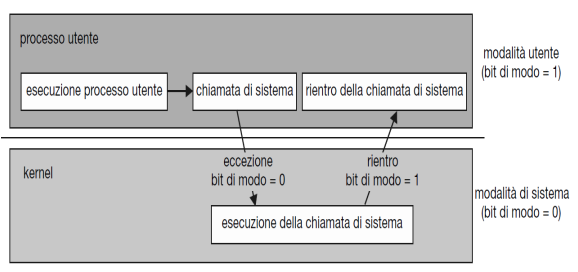 processo utente
esecuzione processo utente
chiamata di sistema
rientro della chiamata di sistema
modalità utente
(bit di modo = 1)
kernel
eccezione
bit di modo = 0
rientro
bit di modo = 1
esecuzione della chiamata di sistema
modalità di sistema
(bit di modo = 0)